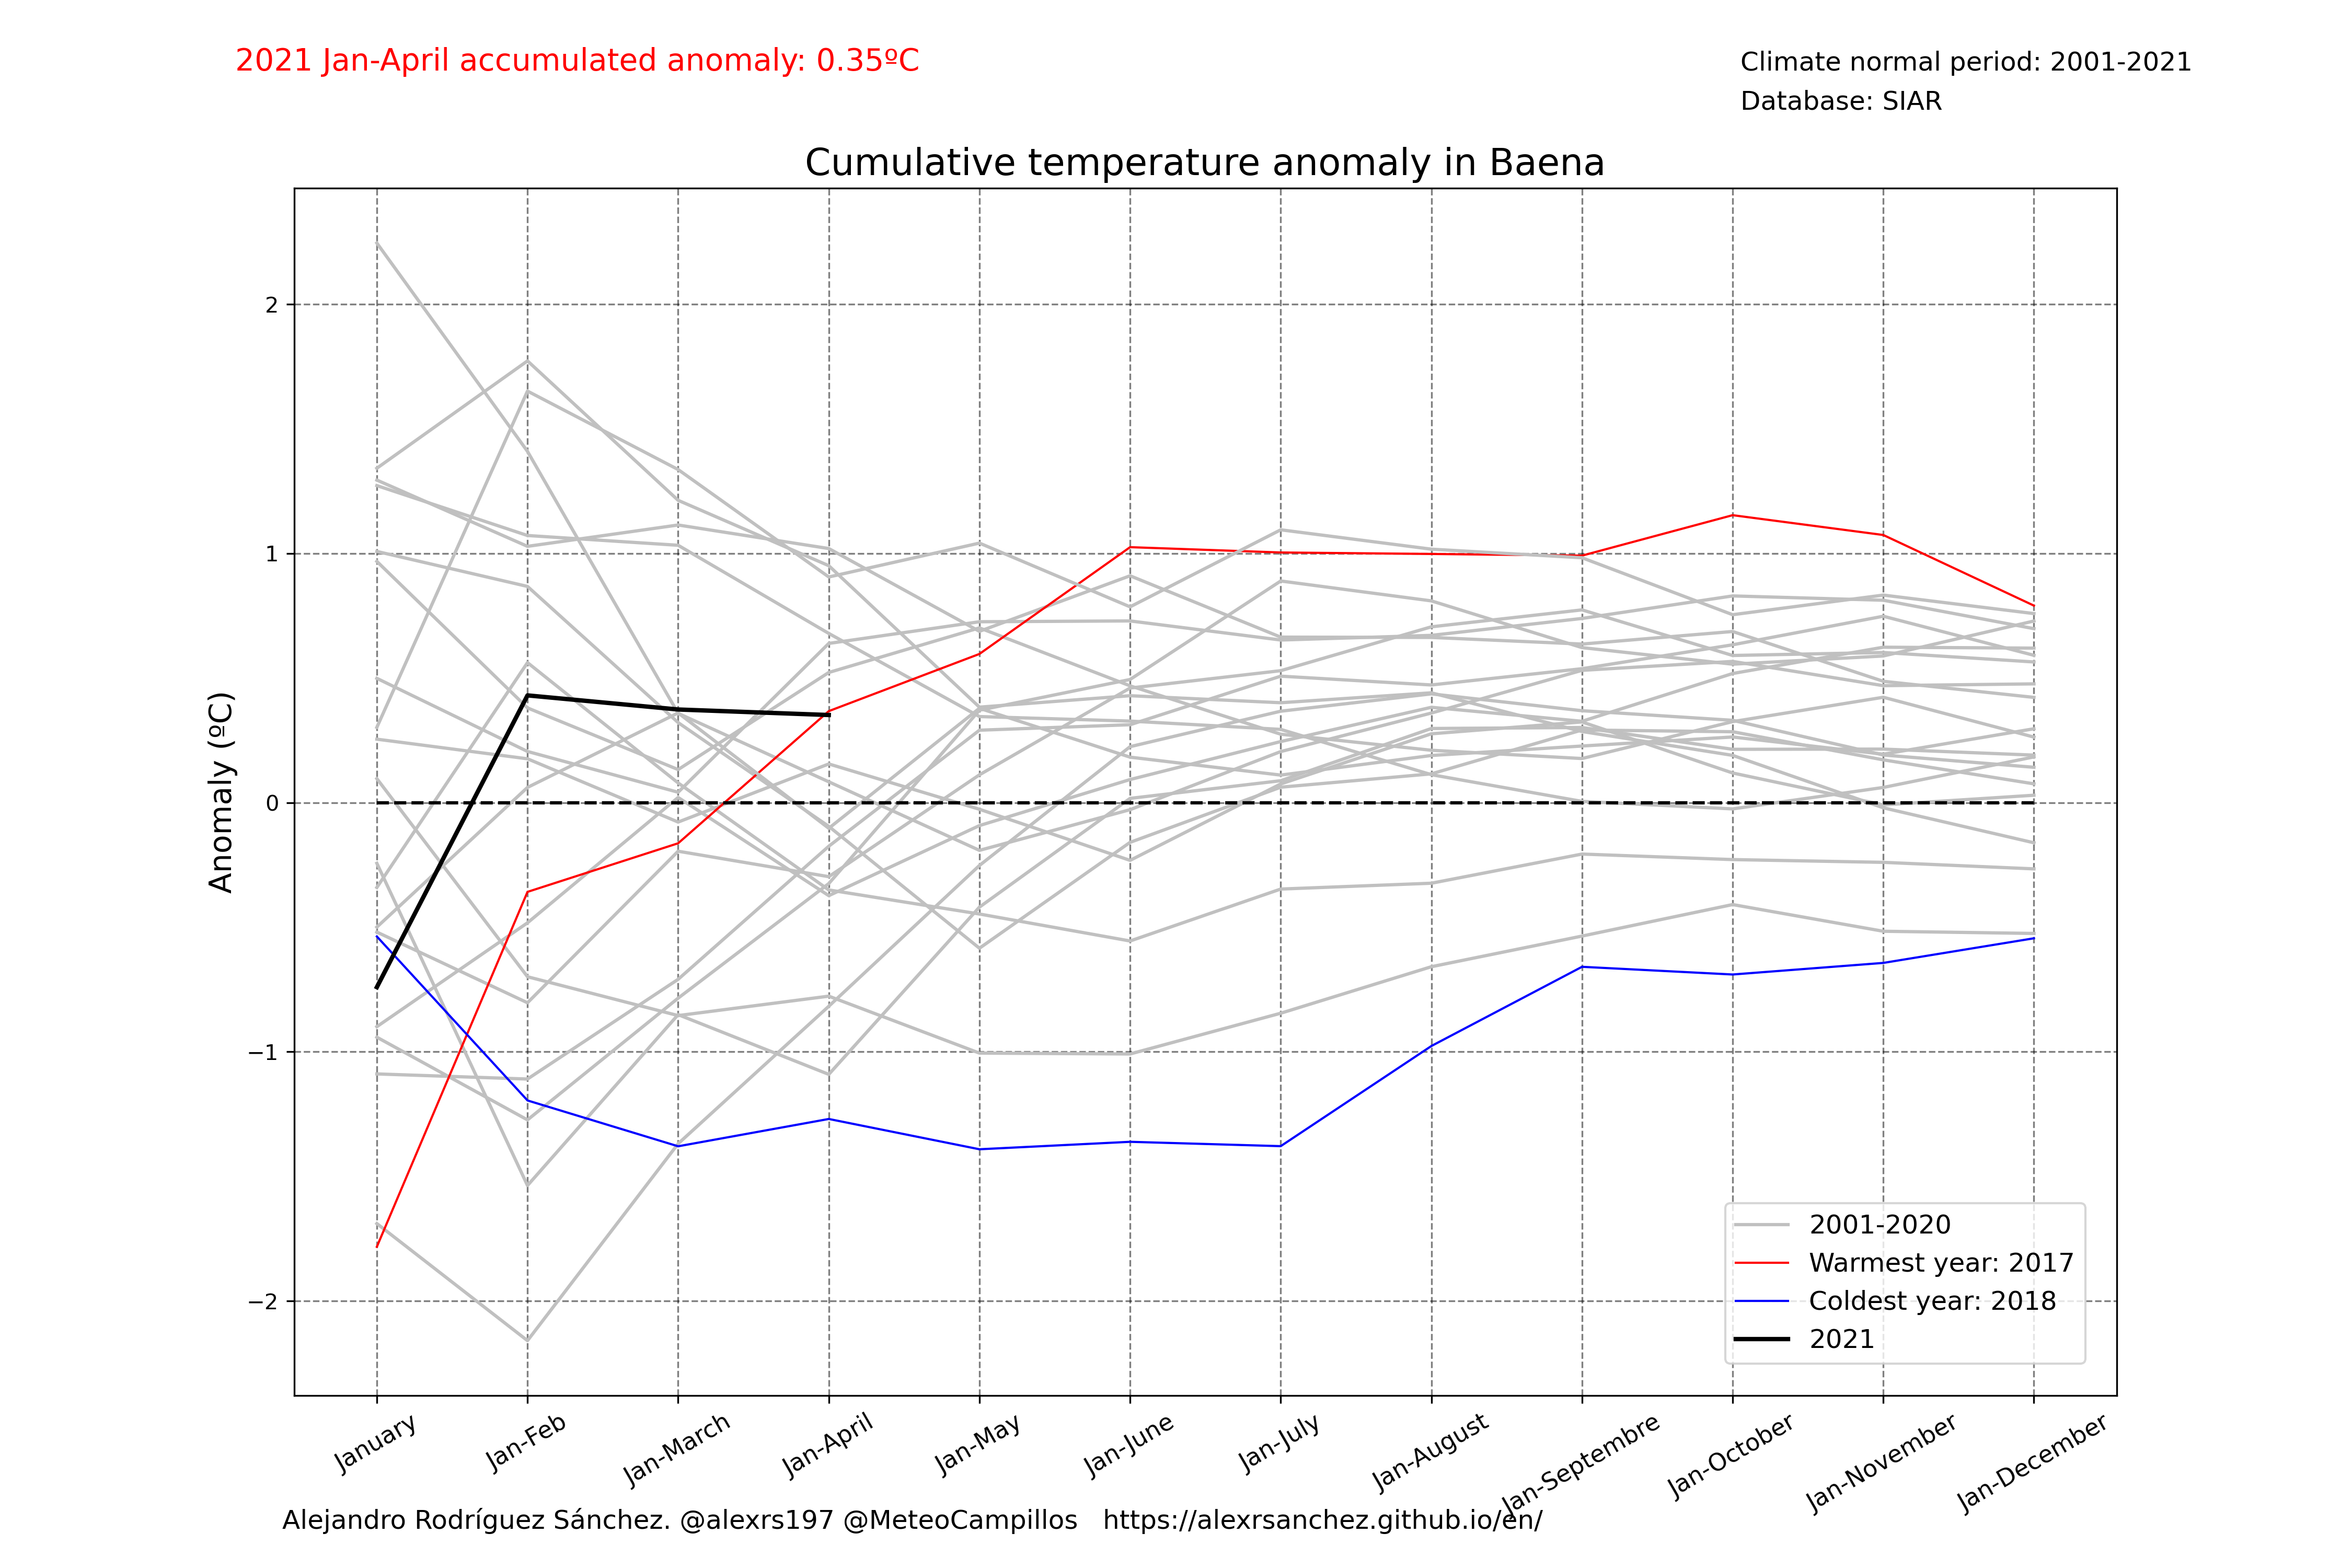 2021 Jan-April accumulated anomaly: 0.35ºC
Climate normal period: 2001-2021
Database: SIAR
Cumulative temperature anomaly in Baena
Anomaly (ºC)
2
1
0
−1
−2
2001-2020
Warmest year: 2017
Coldest year: 2018
2021
January
Jan-Feb
Jan-March
Jan-April
Jan-May
Jan-June
Jan-July
Jan-August
Jan-Septembre
Jan-October
Jan-November
Jan-December
Alejandro Rodríguez Sánchez. @alexrs197 @MeteoCampillos   https://alexrsanchez.github.io/en/